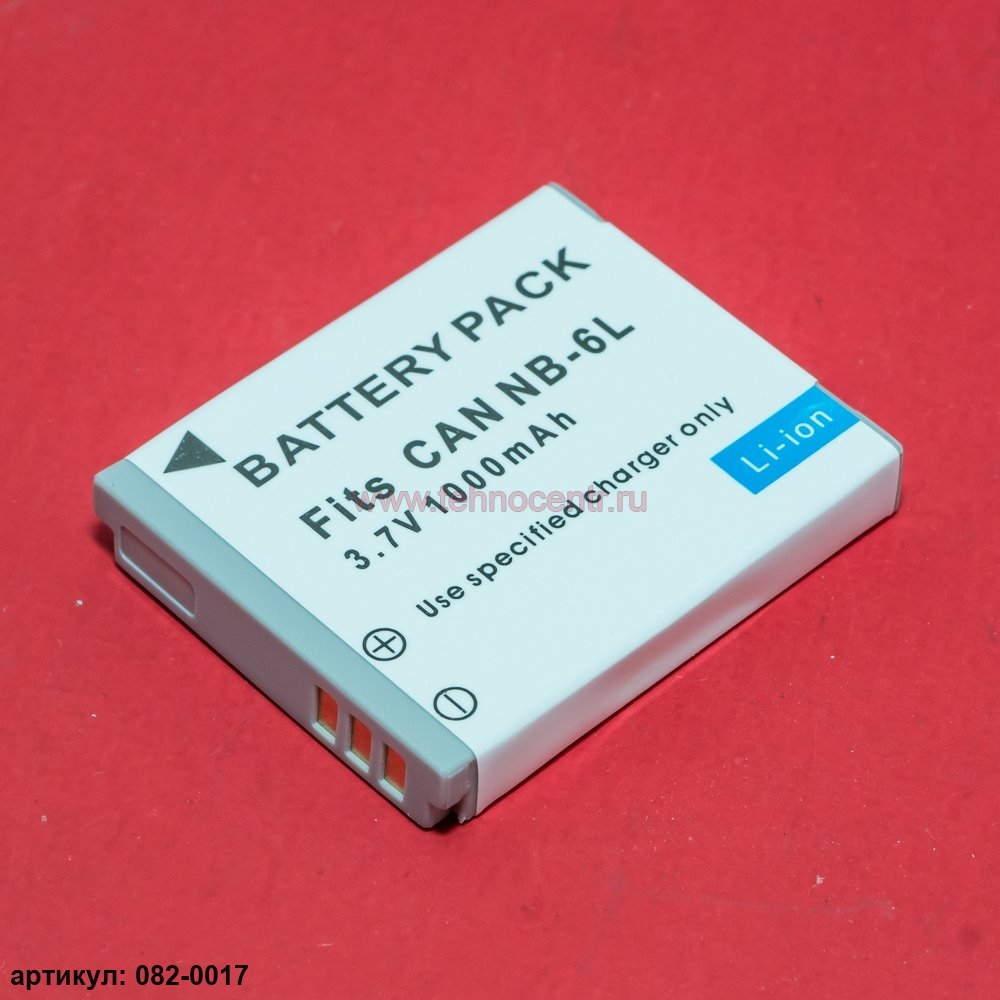 BATTERY PACK
Fits CAN NB-6L
3.7V 1000mAh
www.tehnocentr.ru
Use specified charger only
Li-ion
артикул: 082-0017